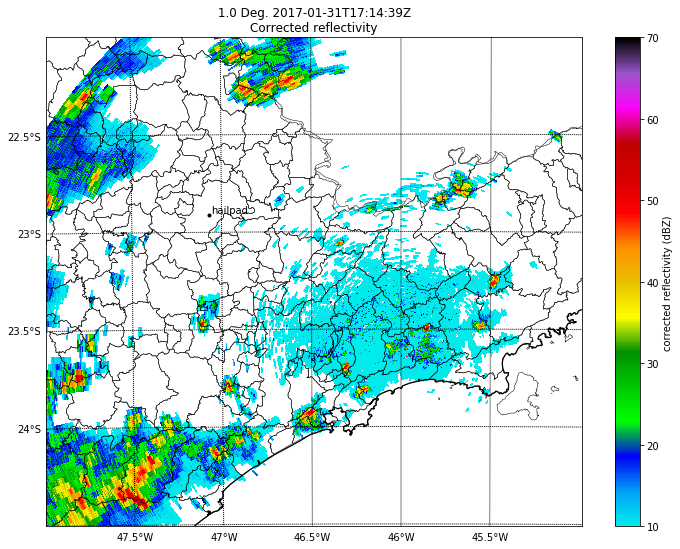 1.0 Deg. 2017-01-31T17:14:39Z
Corrected reflectivity
70
60
50
40
30
20
10
corrected reflectivity (dBZ)
22.5°S
23°S
23.5°S
24°S
hailpad
47.5°W
47°W
46.5°W
46°W
45.5°W